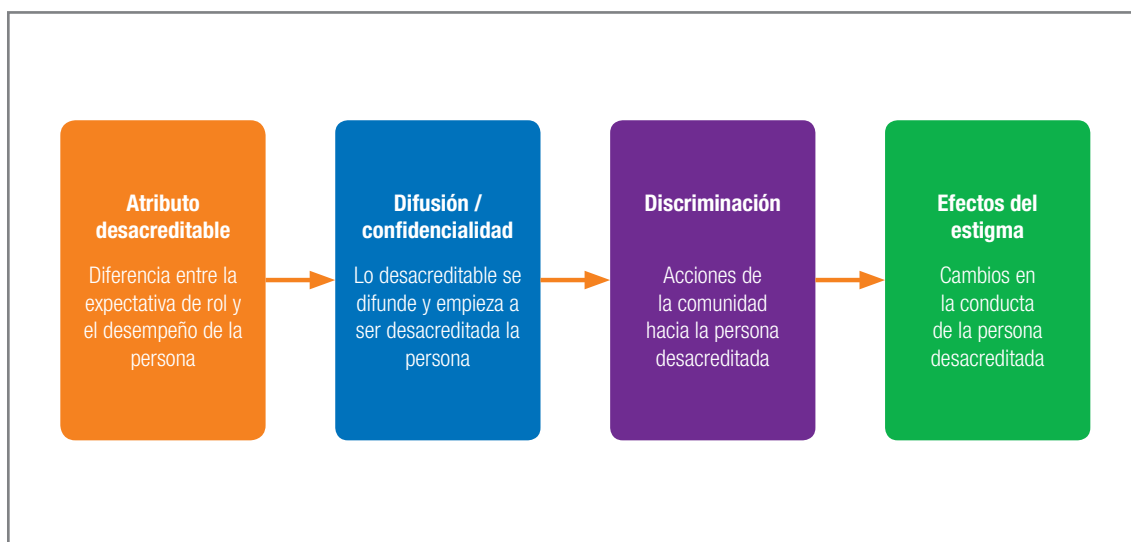 Atributo
desacreditable
Diferencia entre la
expectativa de rol y
el desempeño de la
persona
Difusión /
confidencialidad
Lo desacreditable se
difunde y empieza a
ser desacreditada la
persona
Discriminación
Acciones de
la comunidad
hacia la persona
desacreditada
Efectos del
estigma
Cambios en
la conducta
de la persona
desacreditada